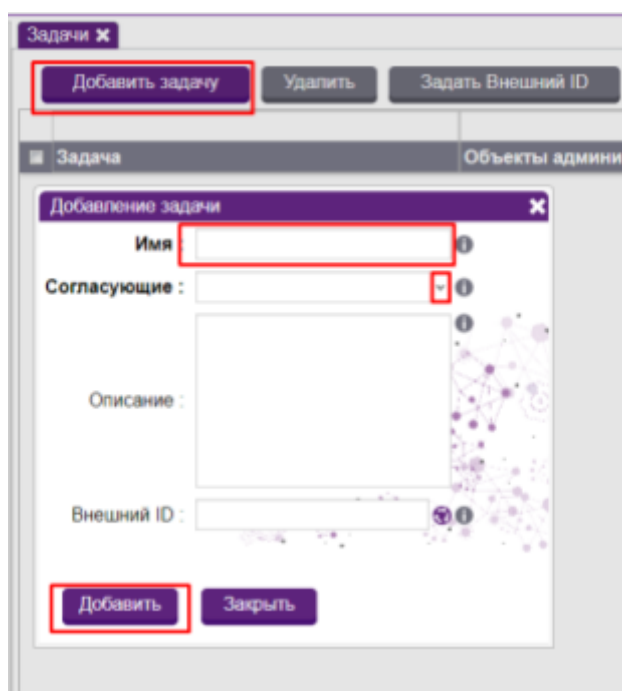 Задачи
Добавить задачу Удалить Задать Внешний ID
Задача Объекты админи
Добавление задачи
Имя :
Согласующие :
Описание :
Внешний ID :
Добавить Закрыть